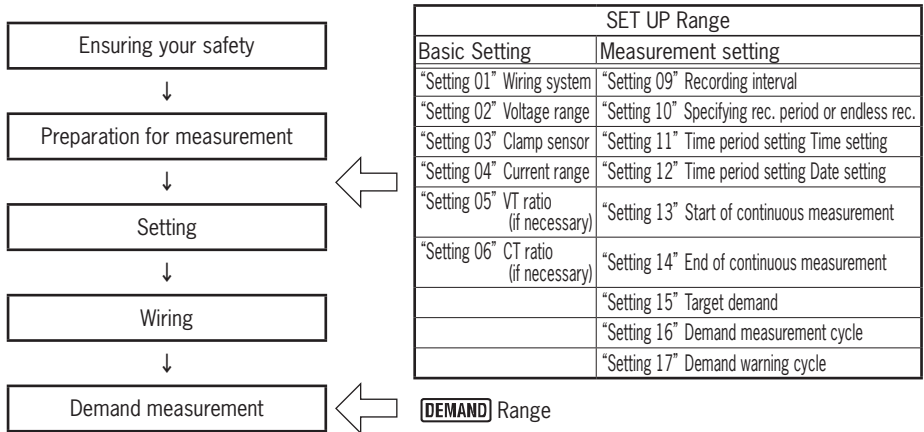 Ensuring your safety
↓
Preparation for measurement
↓
Setting
↓
Wiring
↓
Demand measurement
SET UP Range
Basic Setting
Measurement setting
“Setting 01” Wiring system
“Setting 09” Recording interval
“Setting 02” Voltage range
“Setting 10” Specifying rec. period or endless rec.
“Setting 03” Clamp sensor
“Setting 11” Time period setting Time setting
“Setting 04” Current range
“Setting 12” Time period setting Date setting
“Setting 05” VT ratio
(if necessary)
“Setting 13” Start of continuous measurement
“Setting 06” CT ratio
(if necessary)
“Setting 14” End of continuous measurement
“Setting 15” Target demand
“Setting 16” Demand measurement cycle
“Setting 17” Demand warning cycle
DEMAND Range